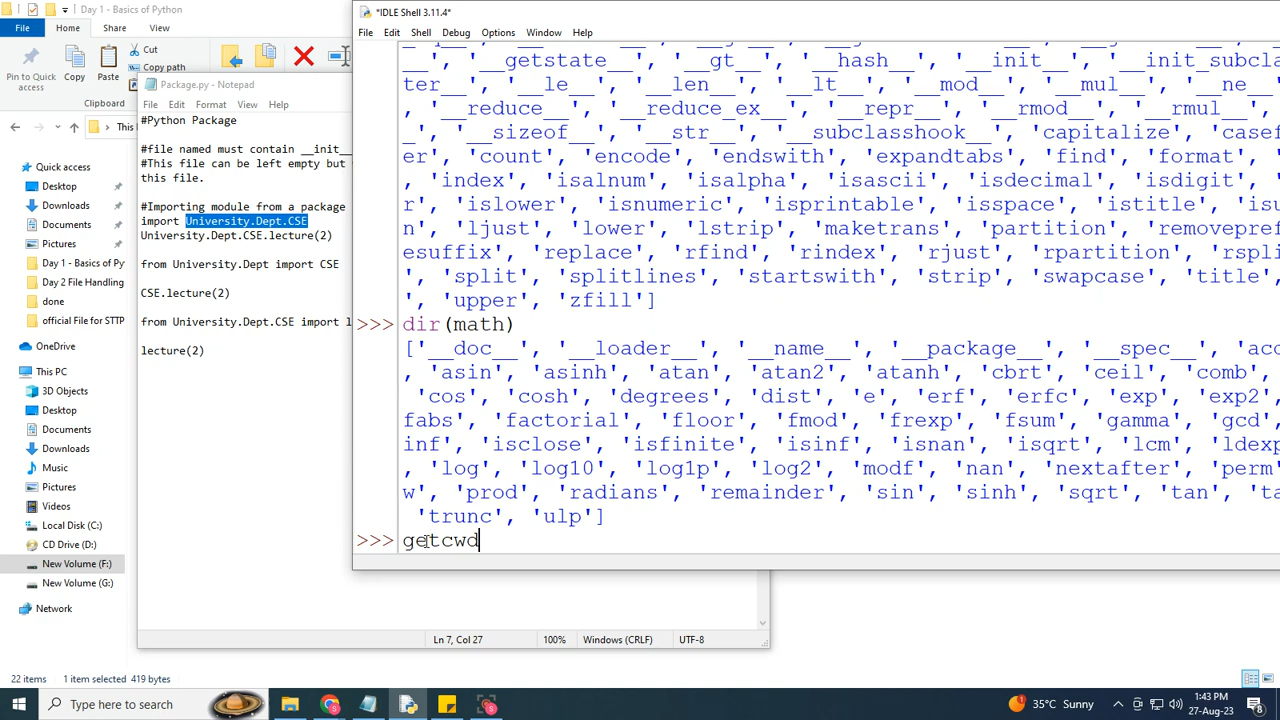 Day 1 - Basics of Python
File Home Share View
Pin to Quick access
Copy
Paste
Cut
Copy path
Clipboard
This
Quick access
Desktop
Downloads
Documents
Pictures
Day 1 - Basics of Py
Day 2 File Handling
done
official File for STTP
OneDrive
This PC
3D Objects
Desktop
Documents
Downloads
Music
Pictures
Videos
Local Disk (C:)
CD Drive (D:)
New Volume (F:)
New Volume (G:)
Network
32 items 1 item selected 419 bytes
Package.py - Notepad
File Edit Format View Help
#Python Package
#file named must contain __init__
#This file can be left empty but
this file.
#Importing module from a package
import University.Dept.CSE
University.Dept.CSE.lecture(2)
from University.Dept import CSE
CSE.lecture(2)
from University.Dept.CSE import l
lecture(2)
Ln 7, Col 27 100% Windows (CRLF) UTF-8
*IDLE Shell 3.11.4*
File Edit Shell Debug Options Window Help
__', '__getstate__', '__gt__', '__hash__', '__init__', '__init_subcla
ter__', '__le__', '__len__', '__lt__', '__mod__', '__mul__', '__ne__
', '__reduce__', '__reduce_ex__', '__repr__', '__rmod__', '__rmul__'
, '__sizeof__', '__str__', '__subclasshook__', 'capitalize', 'casef
er', 'count', 'encode', 'endswith', 'expandtabs', 'find', 'format',
, 'index', 'isalnum', 'isalpha', 'isascii', 'isdecimal', 'isdigit',
r', 'islower', 'isnumeric', 'isprintable', 'isspace', 'istitle', 'isu
n', 'ljust', 'lower', 'lstrip', 'maketrans', 'partition', 'removepref
esuffix', 'replace', 'rfind', 'rindex', 'rjust', 'rpartition', 'rspli
, 'split', 'splitlines', 'startswith', 'strip', 'swapcase', 'title',
', 'upper', 'zfill']
>>> dir(math)
['__doc__', '__loader__', '__name__', '__package__', '__spec__', 'aco
, 'asin', 'asinh', 'atan', 'atan2', 'atanh', 'cbrt', 'ceil', 'comb',
'cos', 'cosh', 'degrees', 'dist', 'e', 'erf', 'erfc', 'exp', 'exp2'
fabs', 'factorial', 'floor', 'fmod', 'frexp', 'fsum', 'gamma', 'gcd'
inf', 'isclose', 'isfinite', 'isinf', 'isnan', 'isqrt', 'lcm', 'ldexp
, 'log', 'log10', 'log1p', 'log2', 'modf', 'nan', 'nextafter', 'perm'
w', 'prod', 'radians', 'remainder', 'sin', 'sinh', 'sqrt', 'tan', 'ta
'trunc', 'ulp']
>>> getcwd
Type here to search
35°C Sunny
1:43 PM
27-Aug-23
8